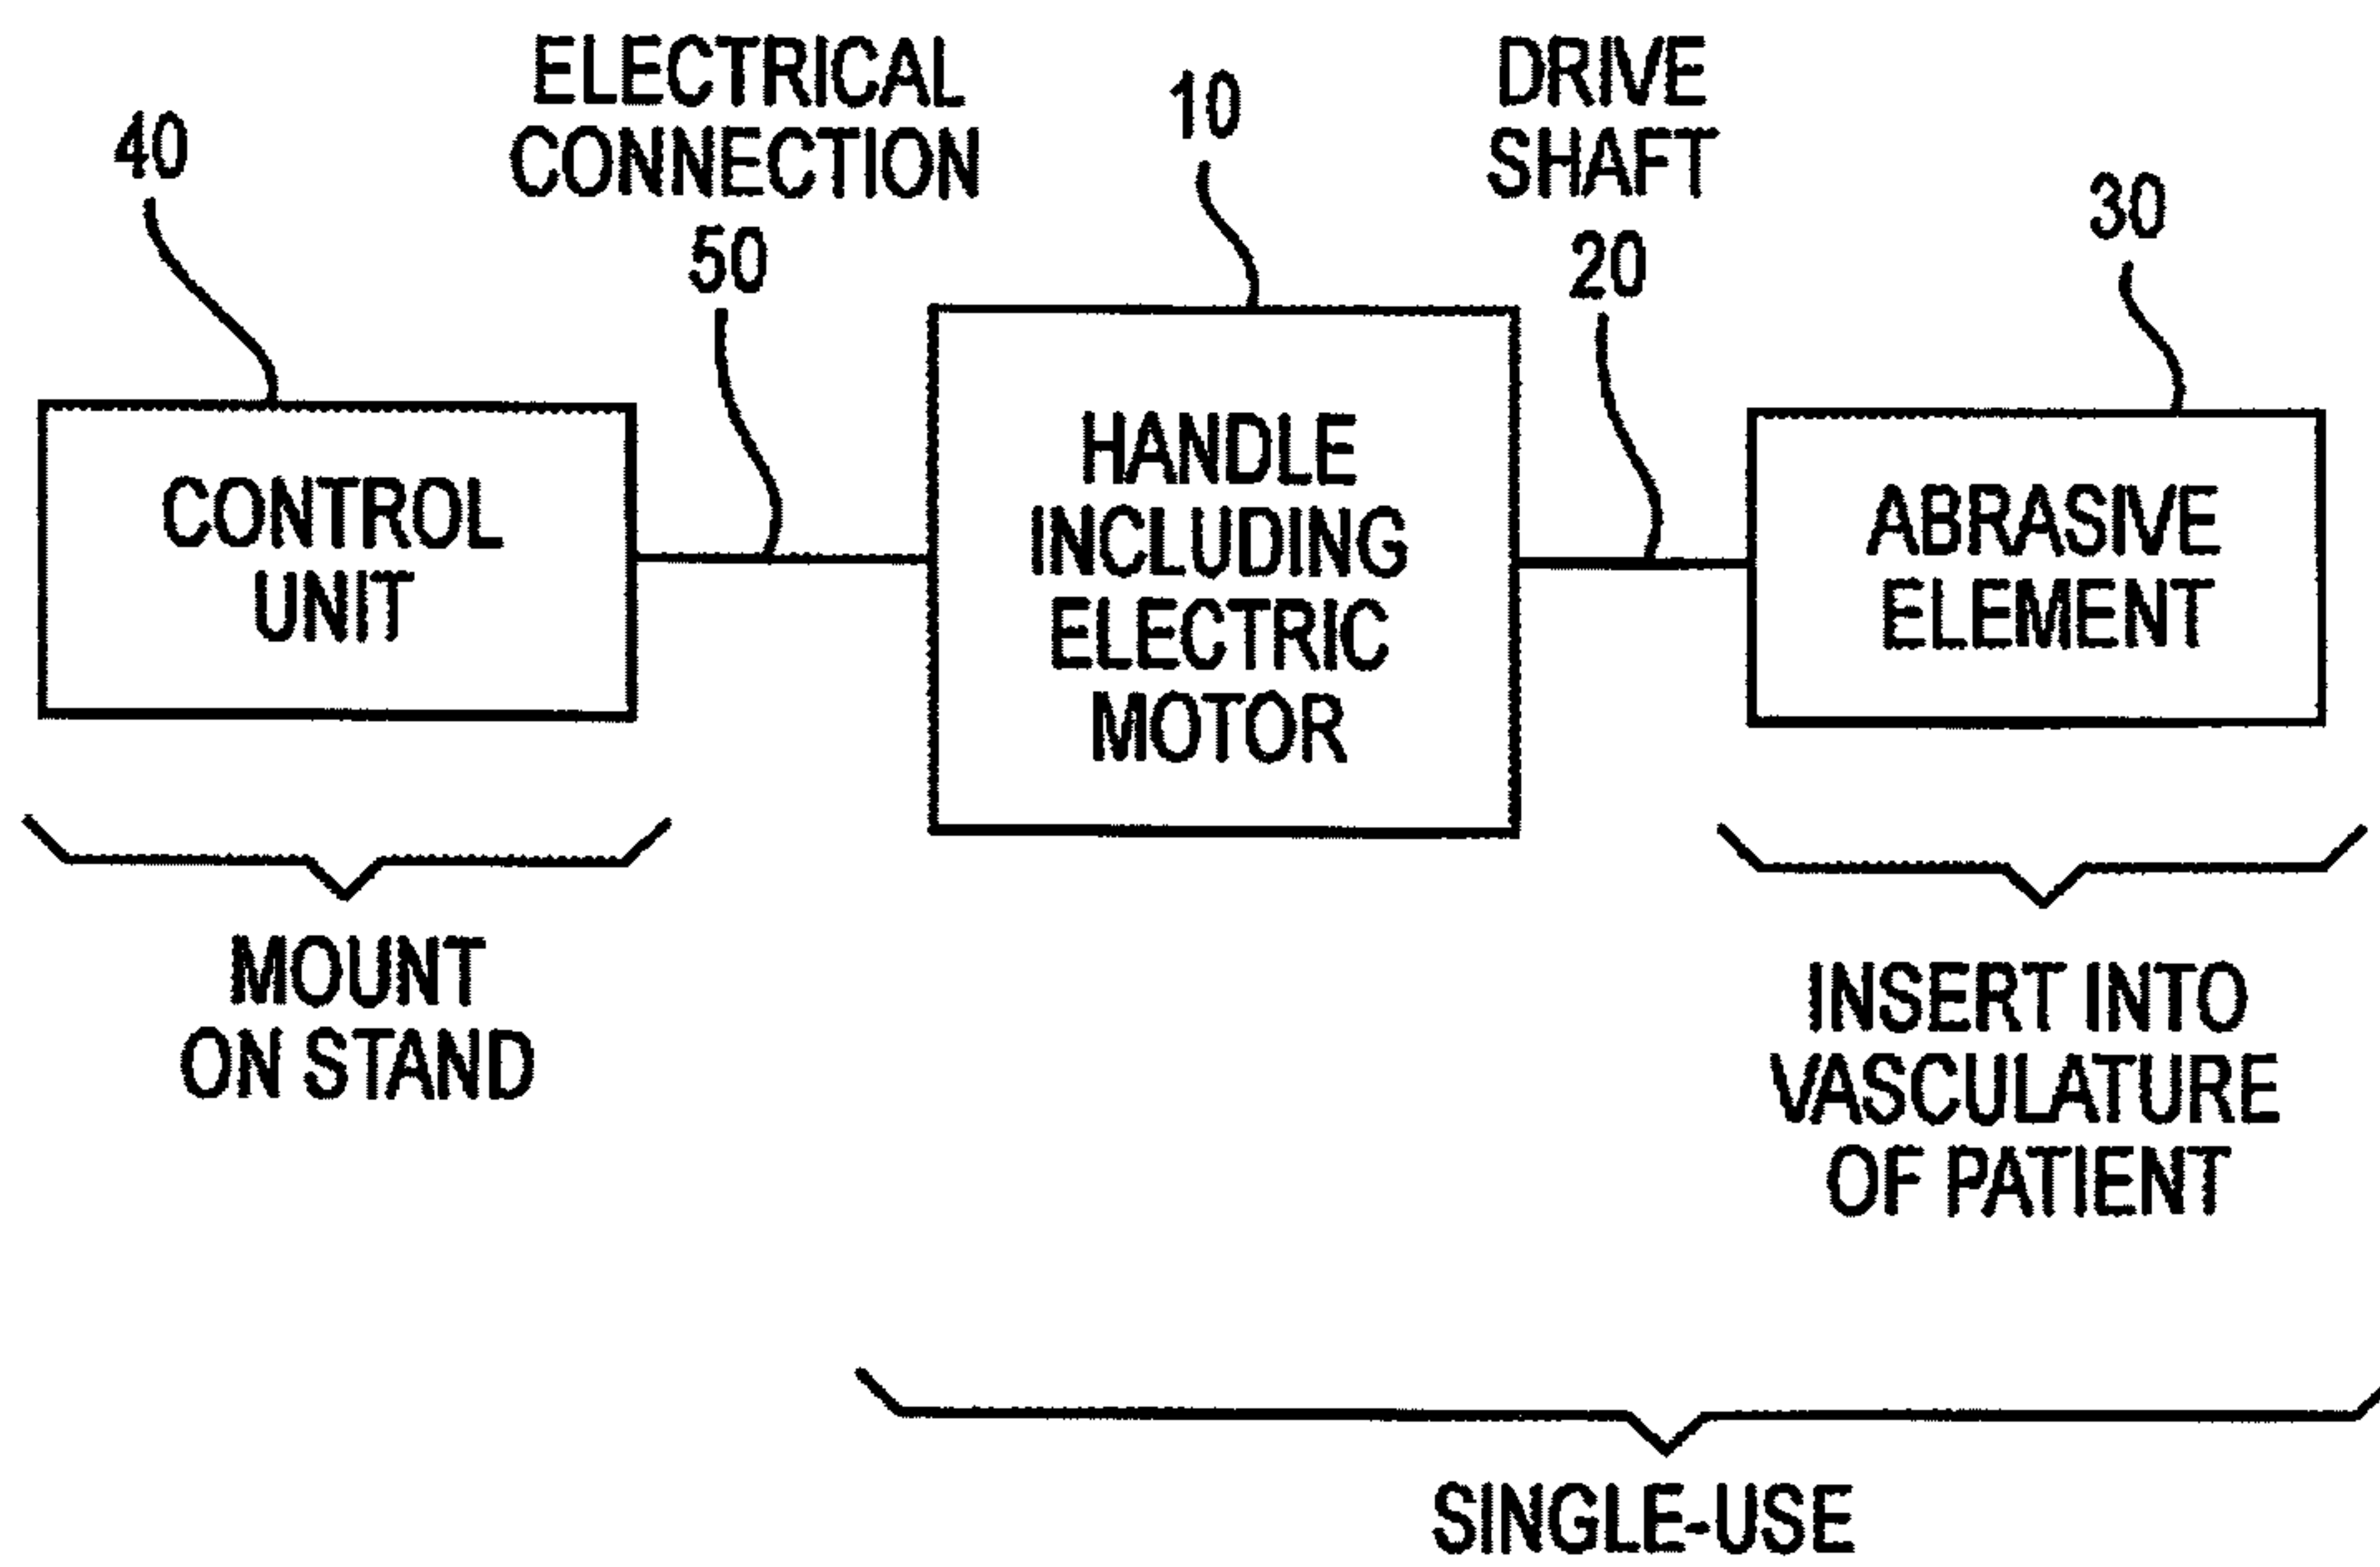 ELECTRICAL
CONNECTION
50
40
10
DRIVE
SHAFT
20
30
CONTROL
UNIT
HANDLE
INCLUDING
ELECTRIC
MOTOR
ABRASIVE
ELEMENT
MOUNT
ON STAND
INSERT INTO
VASCULATURE
OF PATIENT
SINGLE-USE